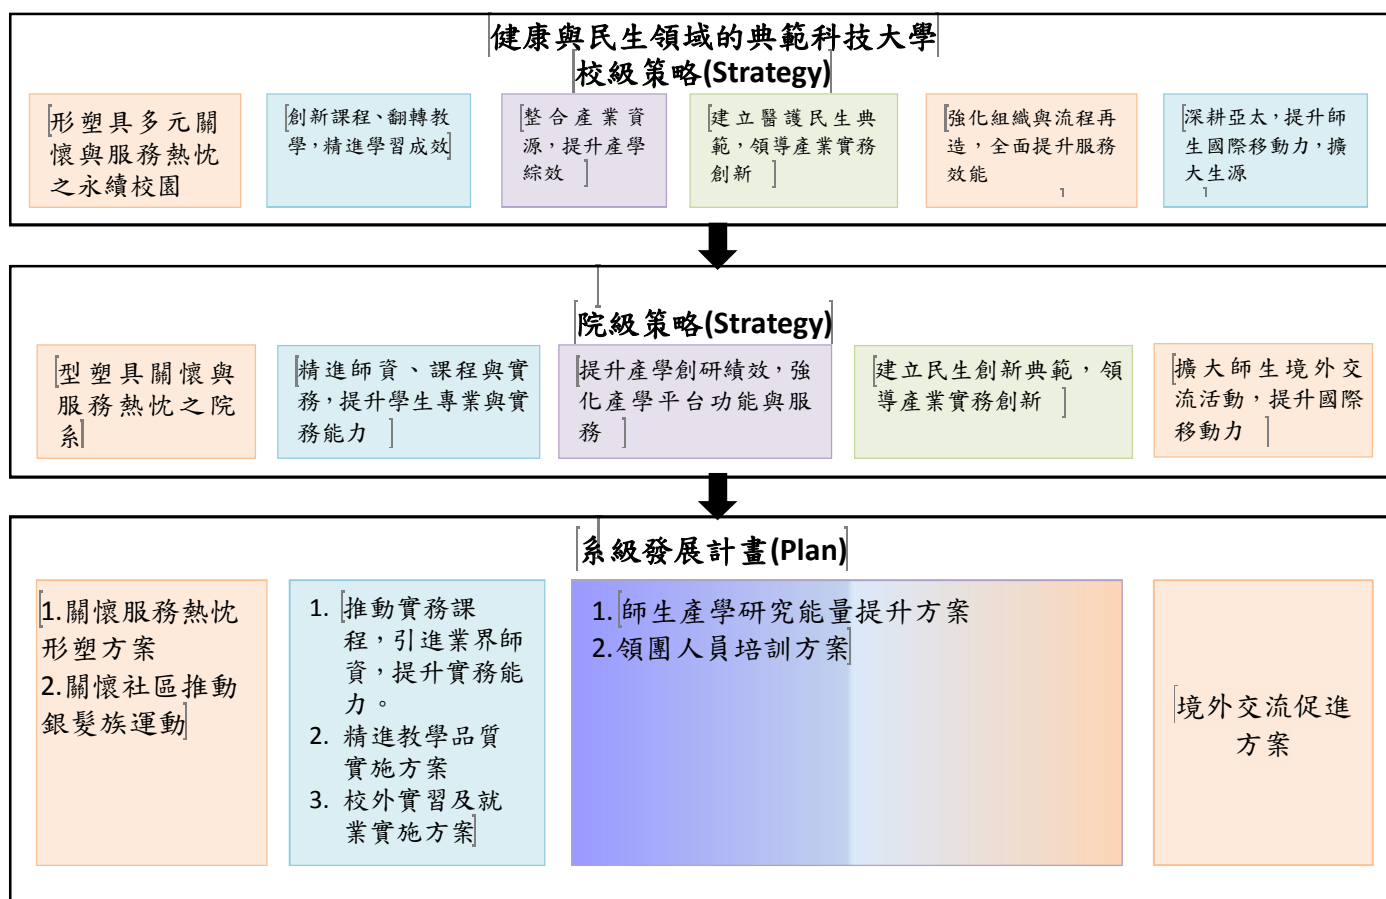 健康與民生領域的典範科技大學
校級策略(Strategy)
形塑具多元關
懷與服務熱忱
之永續校園
創新課程、翻轉教
學，精進學習成效
整合產業資
源，提升產學
綜效
建立醫護民生典
範，領導產業實務
創新
強化組織與流程再
造，全面提升服務
效能
深耕亞太，提升師
生國際移動力，擴
大生源
院級策略(Strategy)
型塑具關懷與
服務熱忱之院
系
精進師資、課程與實
務，提升學生專業與實
務能力
提升產學創研績效，強
化產學平台功能與服
務
建立民生創新典範，領
導產業實務創新
擴大師生境外交
流活動，提升國際
移動力
系級發展計畫(Plan)
1.關懷服務熱忱
形塑方案
2.關懷社區推動
銀髮族運動
1. 推動實務課
程，引進業界師
資，提升實務能
力。
2. 精進教學品質
實施方案
3. 校外實習及就
業實施方案
1.師生產學研究能量提升方案
2.領團人員培訓方案
境外交流促進
方案